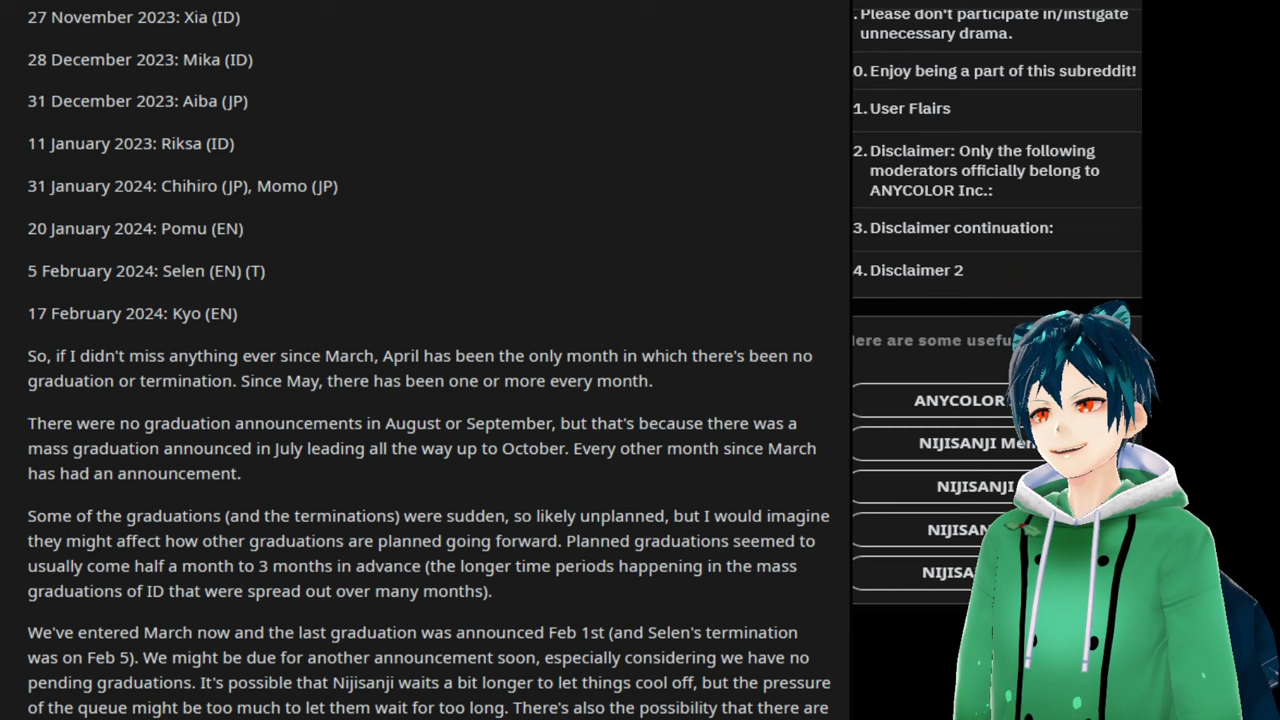 27 November 2023: Xia (ID)
28 December 2023: Mika (ID)
31 December 2023: Aiba (JP)
11 January 2023: Riksa (ID)
31 January 2024: Chihiro (JP), Momo (JP)
20 January 2024: Pomu (EN)
5 February 2024: Selen (EN) (T)
17 February 2024: Kyo (EN)
So, if I didn't miss anything ever since March, April has been the only month in which there's been no
graduation or termination. Since May, there has been one or more every month.
There were no graduation announcements in August or September, but that's because there was a
mass graduation announced in July leading all the way up to October. Every other month since March
has had an announcement.
Some of the graduations (and the terminations) were sudden, so likely unplanned, but I would imagine
they might affect how other graduations are planned going forward. Planned graduations seemed to
usually come half a month to 3 months in advance (the longer time periods happening in the mass
graduations of ID that were spread out over many months).
We've entered March now and the last graduation was announced Feb 1st (and Selen's termination
was on Feb 5). We might be due for another announcement soon, especially considering we have no
pending graduations. It's possible that Nijisanji waits a bit longer to let things cool off, but the pressure
of the queue might be too much to let them wait for too long. There's also the possibility that there are
. Please don't participate in/instigate
unnecessary drama.
0. Enjoy being a part of this subreddit!
1. User Flairs
2. Disclaimer: Only the following
moderators officially belong to
ANYCOLOR Inc.:
3. Disclaimer continuation:
4. Disclaimer 2
ere are some usefu
ANYCOLOR
NIJISANJI Me
NIJISANJI
NIJISAN
NIJISA